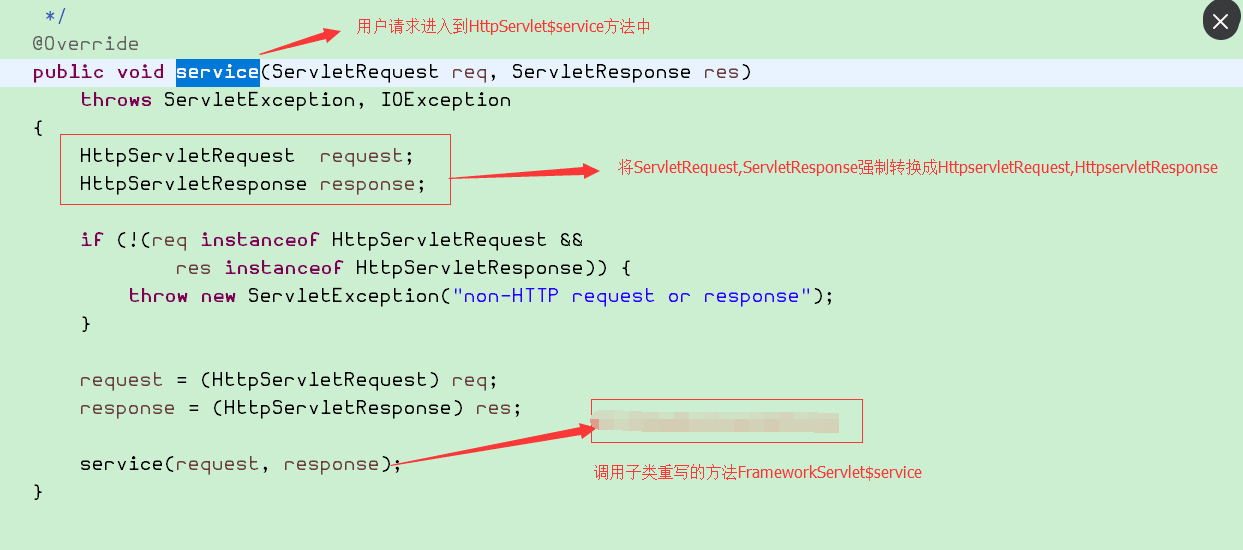 */
用户请求进入到HttpServlet$service方法中
@Override
public void service(ServletRequest req, ServletResponse res)
throws ServletException, IOException
{
HttpServletRequest  request;
将ServletRequest,ServletResponse强制转换成HttpservletRequest,HttpservletResponse
HttpServletResponse response;
if (!(req instanceof HttpServletRequest &&
res instanceof HttpServletResponse)) {
throw new ServletException("non-HTTP request or response");
}
request = (HttpServletRequest) req;
response = (HttpServletResponse) res;
service(request, response);
调用子类重写的方法FrameworkServlet$service
}